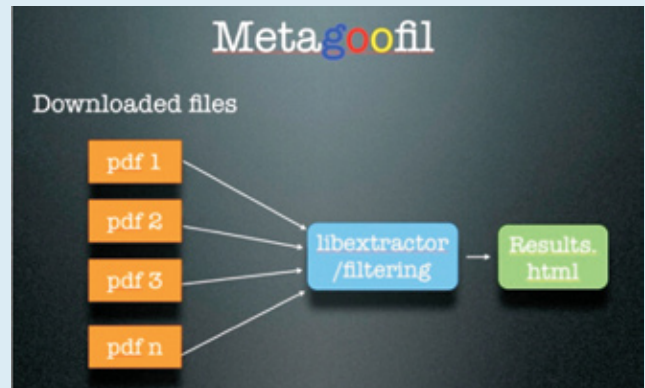 Metagoofil
Downloaded files
pdf 1
pdf 2
pdf 3
pdf n
libextractor
/filtering
Results.
html